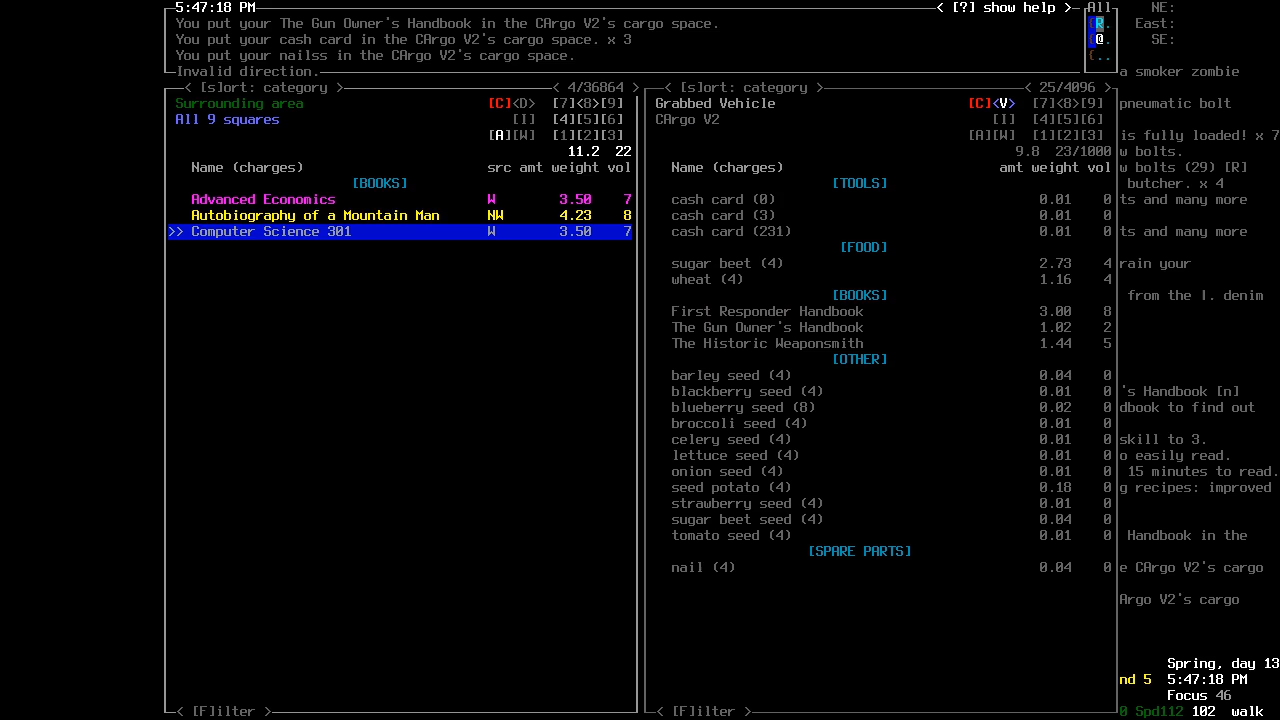 5:47:18 PM < [?] show help > All NE:
You put your The Gun Owner's Handbook in the CArgo V2's cargo space. {R. East:
You put your cash card in the CArgo V2's cargo space. x 3 {@. SE:
You put your nailss in the CArgo V2's cargo space. {..
Invalid direction. a smoker zombie
< [s]ort: category > < 4/36864 > < [s]ort: category > < 25/4096 >
Surrounding area [C]<D> [7]<8>[9] Grabbed Vehicle [C]<V> [7]<8>[9] pneumatic bolt
All 9 squares [I] [4][5][6] CArgo V2 [I] [4][5][6]
[A][W] [1][2][3] [A][W] [1][2][3] is fully loaded! x 7
11.2 22 9.8 23/1000 w bolts.
Name (charges) src amt weight vol Name (charges) amt weight vol w bolts (29) [R]
[BOOKS] [TOOLS] butcher. x 4
Advanced Economics W 3.50 7 cash card (0) 0.01 0 ts and many more
Autobiography of a Mountain Man NW 4.23 8 cash card (3) 0.01 0
>> Computer Science 301 W 3.50 7 cash card (231) 0.01 0 ts and many more
[FOOD]
sugar beet (4) 2.73 4 rain your
wheat (4) 1.16 4
[BOOKS] from the l. denim
First Responder Handbook 3.00 8
The Gun Owner's Handbook 1.02 2
The Historic Weaponsmith 1.44 5
[OTHER]
barley seed (4) 0.04 0
blackberry seed (4) 0.01 0 's Handbook [n]
blueberry seed (8) 0.02 0 dbook to find out
broccoli seed (4) 0.01 0
celery seed (4) 0.01 0 skill to 3.
lettuce seed (4) 0.01 0 o easily read.
onion seed (4) 0.01 0 15 minutes to read.
seed potato (4) 0.18 0 g recipes: improved
strawberry seed (4) 0.01 0
sugar beet seed (4) 0.04 0
tomato seed (4) 0.01 0 Handbook in the
[SPARE PARTS]
nail (4) 0.04 0 e CArgo V2's cargo
Argo V2's cargo
Spring, day 13
nd 5 5:47:18 PM
Focus 46
< [F]ilter > < [F]ilter > 0 Spd112 102 walk